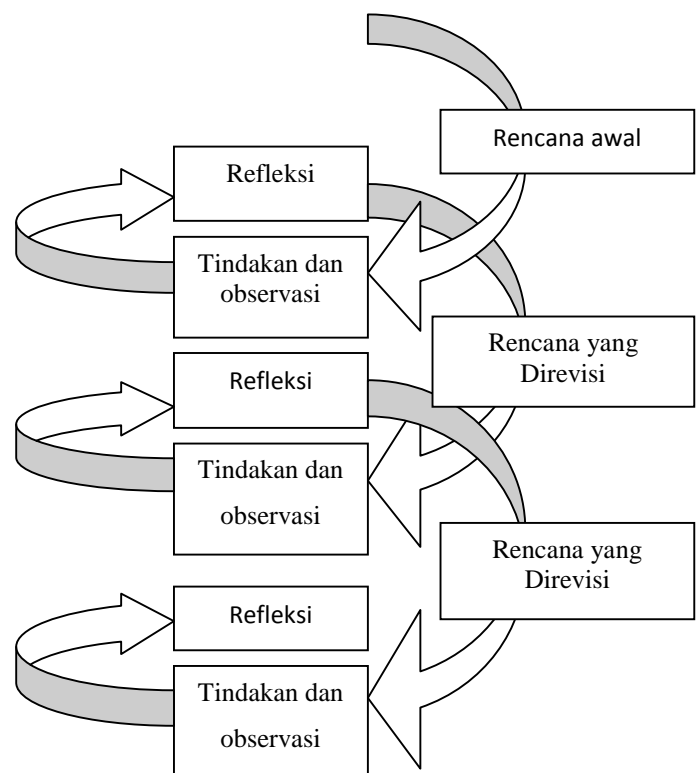 Rencana awal
Refleksi
Tindakan dan
observasi
Rencana yang
Direvisi
Refleksi
Tindakan dan
observasi
Rencana yang
Direvisi
Refleksi
Tindakan dan
observasi